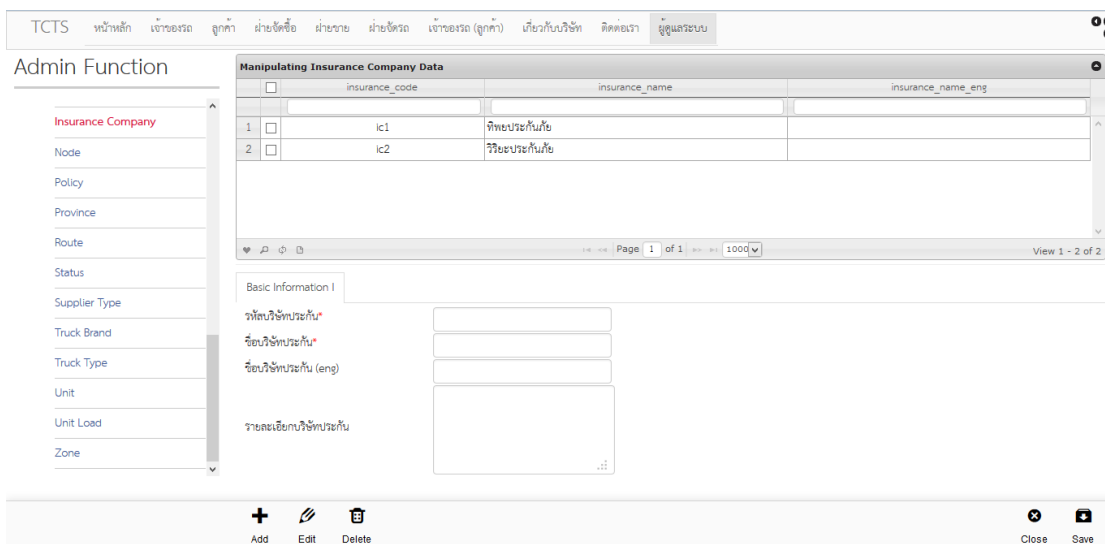 TCTS หน้าหลัก เจ้าของรถ ลูกค้า ฝ่ายจัดซื้อ ฝ่ายขาย ฝ่ายจัดรถ เจ้าของรถ (ลูกค้า) เกี่ยวกับบริษัท ติดต่อเรา ผู้ดูแลระบบ
Admin Function
Insurance Company
Node
Policy
Province
Route
Status
Supplier Type
Truck Brand
Truck Type
Unit
Unit Load
Zone
Manipulating Insurance Company Data
insurance_code insurance_name insurance_name_eng
1 ic1 ทิพยประกันภัย
2 ic2 วิริยะประกันภัย
Page 1 of 1 1000 View 1 - 2 of 2
Basic Information I
รหัสบริษัทประกัน*
ชื่อบริษัทประกัน*
ชื่อบริษัทประกัน (eng)
รายละเอียกบริษัทประกัน
Add Edit Delete Close Save